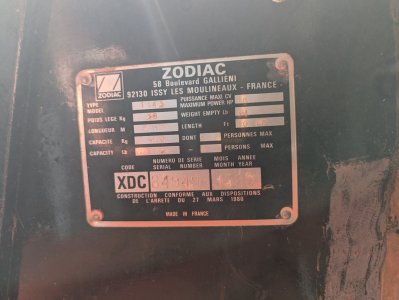 ZODIAC
58 Boulevard GALLIENI
92130 ISSY LES MOULINEAUX - FRANCE -
ZODIAC
TYPE
MODEL
PUISSANCE MAXI CV
MAXIMUM POWER HP
POIDS LEGE Kg 58 WEIGHT EMPTY Lb
LONGUEUR M LENGTH Ft
CAPACITE Kg DONT PERSONNES MAX
CAPACITY Lb PERSONS MAX
NUMERO DE SERIE MOIS ANNEE
CODE SERIAL NUMBER MONTH YEAR
XDC
CONSTRUCTION CONFORME AUX DISPOSITIONS
DE L'ARRETE DU 27 MARS 1980
MADE IN FRANCE